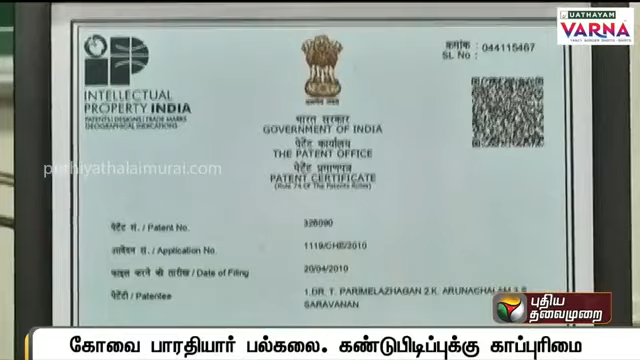 UATHAYAM
VARNA
INTELLECTUAL
PROPERTY INDIA
PATENTS | DESIGNS | TRADE MARKS
GEOGRAPHICAL INDICATIONS
क्रमांक :
SL No :
044115467
भारत सरकार
GOVERNMENT OF INDIA
पेटेंट कार्यालय
THE PATENT OFFICE
पेटेंट प्रमाणपत्र
PATENT CERTIFICATE
(Rule 74 Of The Patents Rules)
puthiyathalaimurai.com
पेटेंट सं. / Patent No. 326090
आवेदन सं. / Application No. 1119/CHE/2010
फाइल करने की तारीख / Date of Filing 20/04/2010
पेटेंटी / Patentee 1.DR. T. PARIMELAZHAGAN 2.K. ARUNACHALAM 3.S
SARAVANAN
புதிய
தலைமுறை
கோவை பாரதியார் பல்கலை. கண்டுபிடிப்புக்கு காப்புரிமை